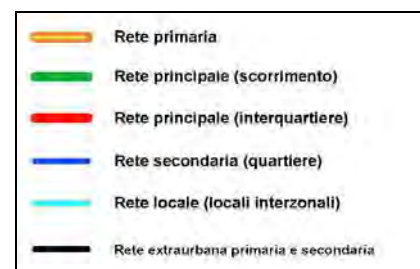 Rete primaria
Rete principale (scorrimento)
Rete principale (interquartiere)
Rete secondaria (quartiere)
Rete locale (locali interzonali)
Rete extraurbana primaria e secondaria